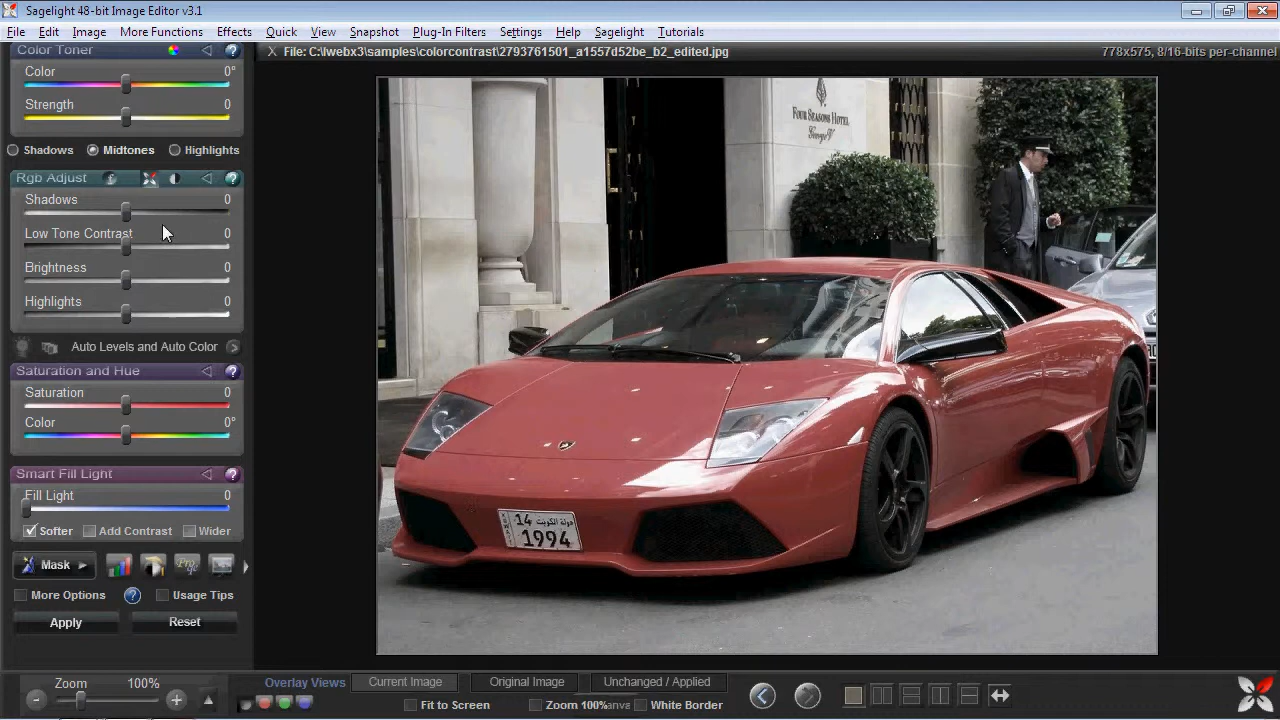 Sagelight 48-bit Image Editor v3.1
File Edit Image More Functions Effects Quick View Snapshot Plug-In Filters Settings Help Sagelight Tutorials
Color Toner
X File: C:\lwebx3\samples\colorcontrast\2793761501_a1557d52be_b2_edited.jpg
778x575, 8/16-bits per-channel
Color 0°
Strength 0
Shadows Midtones Highlights
Rgb Adjust
Shadows 0
Low Tone Contrast 0
Brightness 0
Highlights 0
Auto Levels and Auto Color
Saturation and Hue
Saturation 0
Color 0°
Smart Fill Light
Fill Light 0
Softer Add Contrast Wider
Mask
More Options Usage Tips
Apply Reset
FOUR SEASONS HOTEL
George V
14 دولة الكويت
1994
Zoom 100%
Overlay Views Current Image Original Image Unchanged / Applied
Fit to Screen Zoom 100% White Border